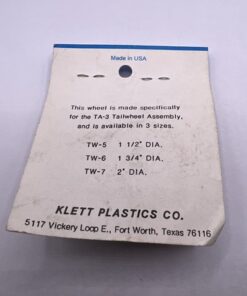 Made in USA
This wheel is made specifically
for the TA-3 Tailwheel Assembly,
and is available in 3 sizes.
TW-5 1 1/2" DIA.
TW-6 1 3/4" DIA.
TW-7 2" DIA.
KLETT PLASTICS CO.
5117 Vickery Loop E., Fort Worth, Texas 76116